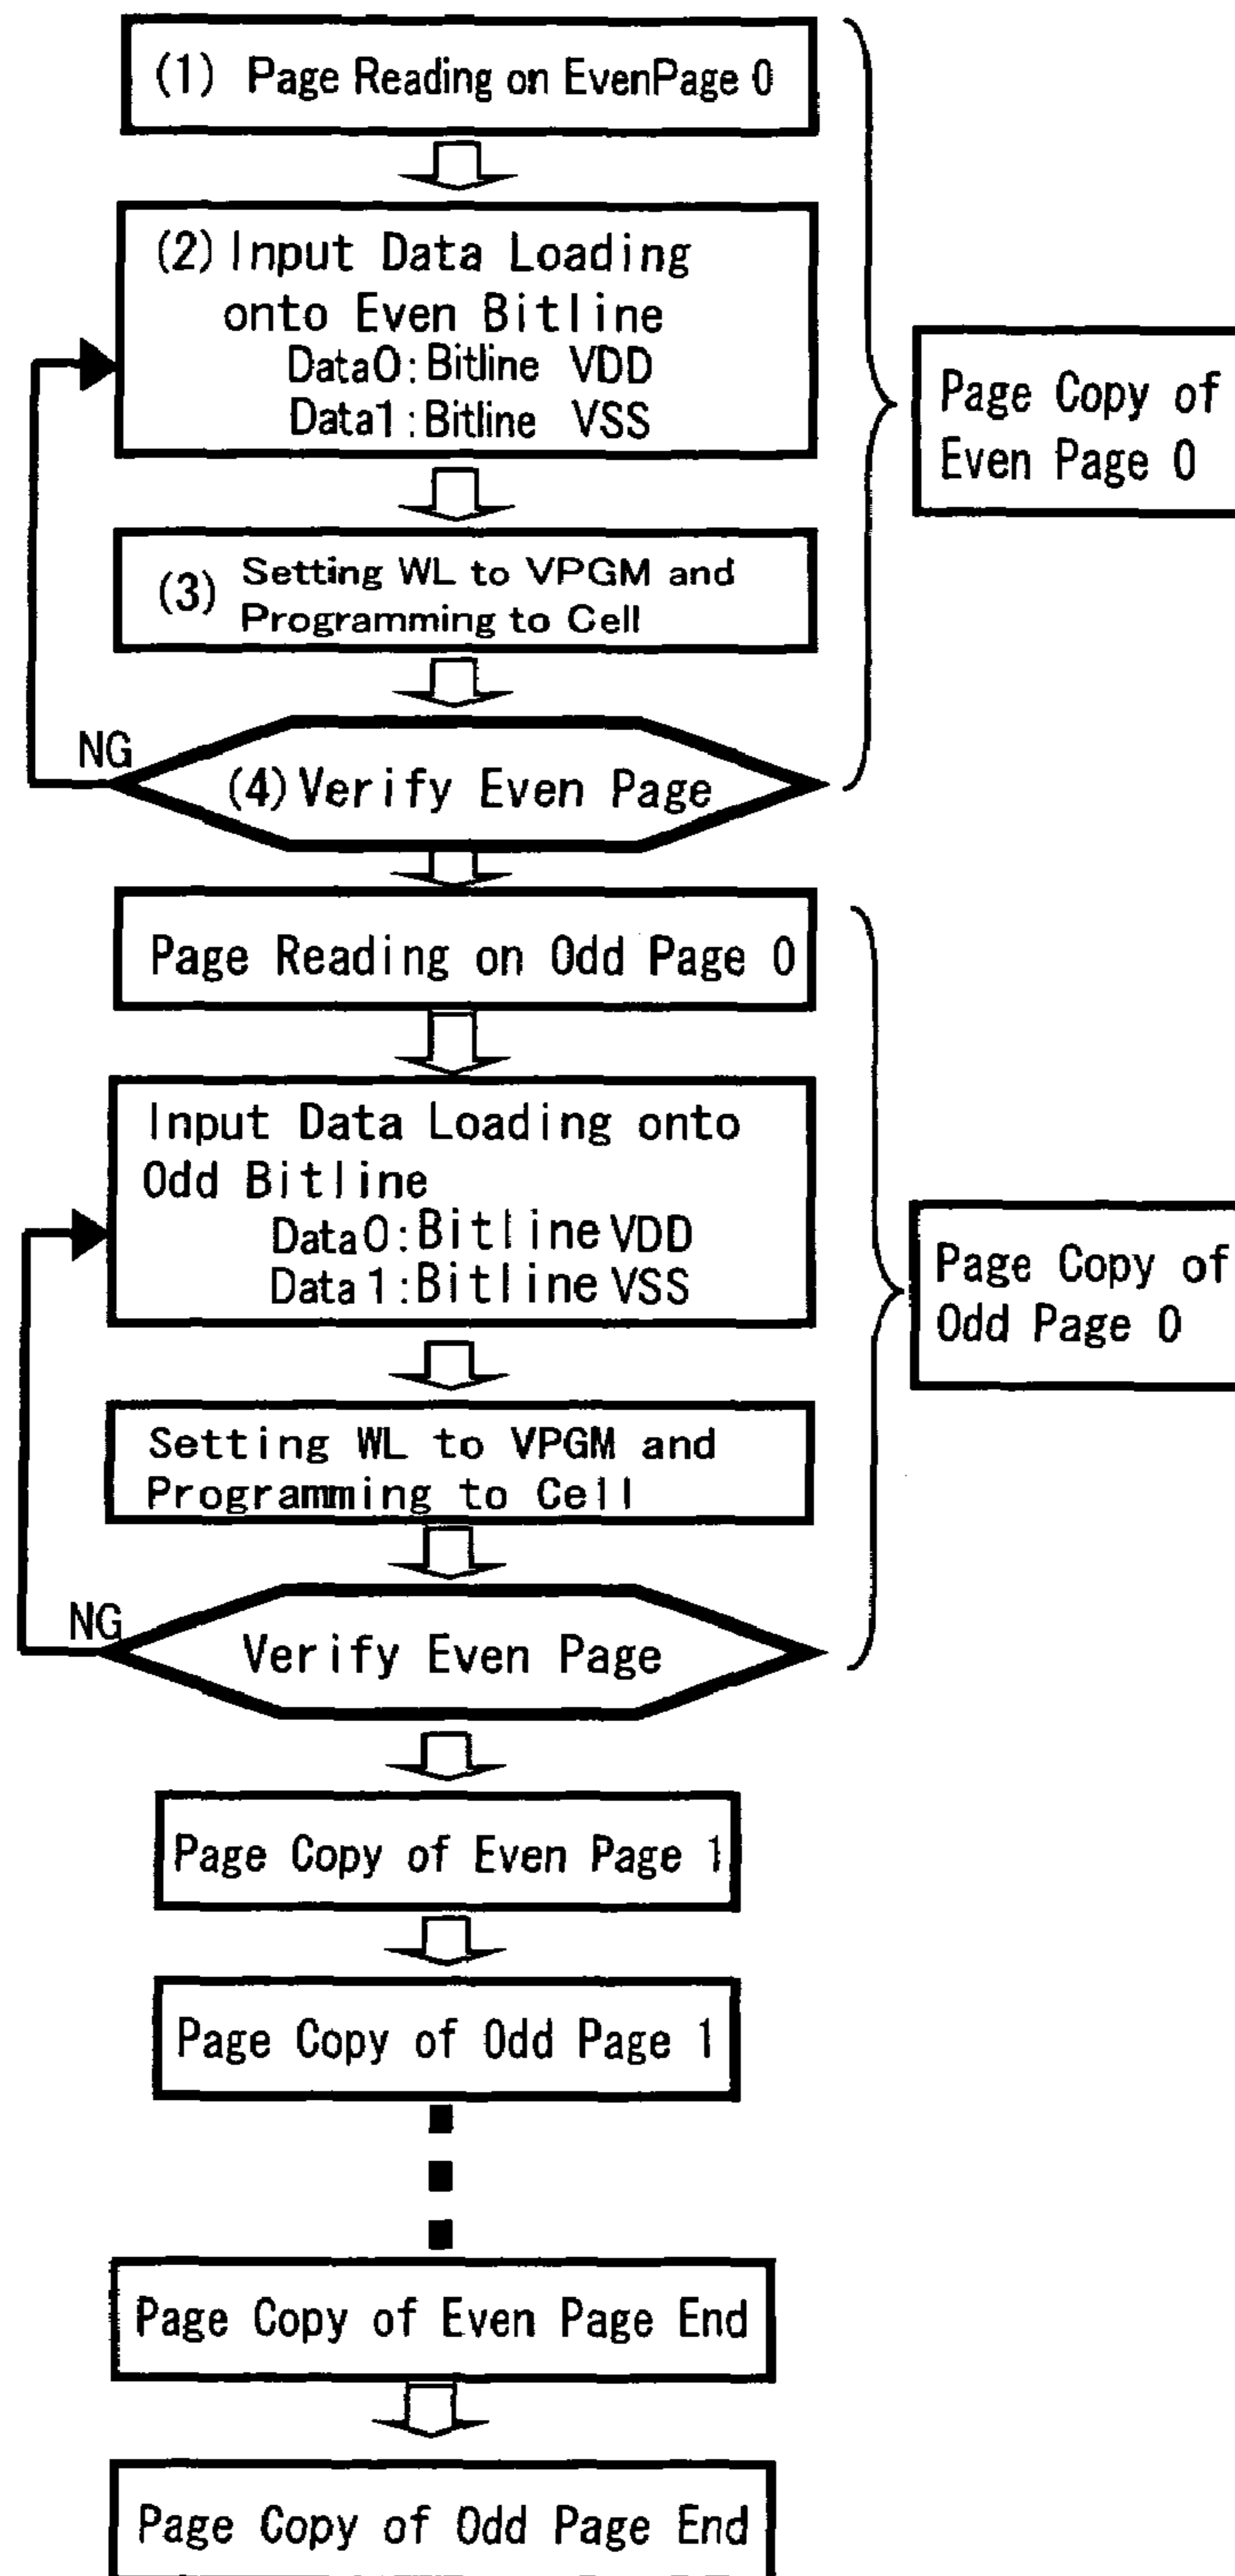 (1) Page Reading on EvenPage 0
(2) Input Data Loading
onto Even Bitline
Data0:Bitline VDD
Data1:Bitline VSS
Page Copy of
Even Page 0
(3) Setting WL to VPGM and
Programming to Cell
NG
(4) Verify Even Page
Page Reading on Odd Page 0
Input Data Loading onto
Odd Bitline
Data0:Bitline VDD
Data1:Bitline VSS
Page Copy of
Odd Page 0
Setting WL to VPGM and
Programming to Cell
NG
Verify Even Page
Page Copy of Even Page 1
Page Copy of Odd Page 1
Page Copy of Even Page End
Page Copy of Odd Page End